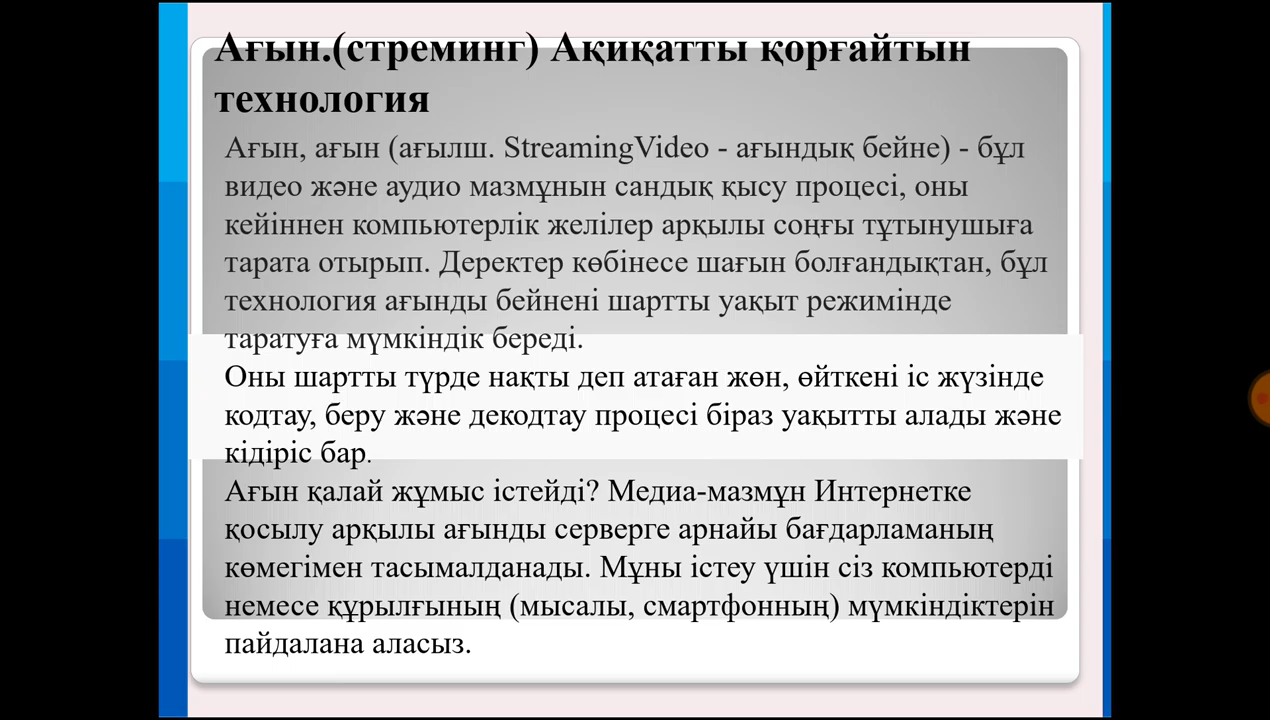 Ағын.(стреминг) Ақиқатты қорғайтын
технология
Ағын, ағын (ағылш. StreamingVideo - ағындық бейне) - бұл
видео және аудио мазмұнын сандық қысу процесі, оны
кейіннен компьютерлік желілер арқылы соңғы тұтынушыға
тарата отырып. Деректер көбінесе шағын болғандықтан, бұл
технология ағынды бейнені шартты уақыт режимінде
таратуға мүмкіндік береді.
Оны шартты түрде нақты деп атаған жөн, өйткені іс жүзінде
кодтау, беру және декодтау процесі біраз уақытты алады және
кідіріс бар.
Ағын қалай жұмыс істейді? Медиа-мазмұн Интернетке
қосылу арқылы ағынды серверге арнайы бағдарламаның
көмегімен тасымалданады. Мұны істеу үшін сіз компьютерді
немесе құрылғының (мысалы, смартфонның) мүмкіндіктерін
пайдалана аласыз.